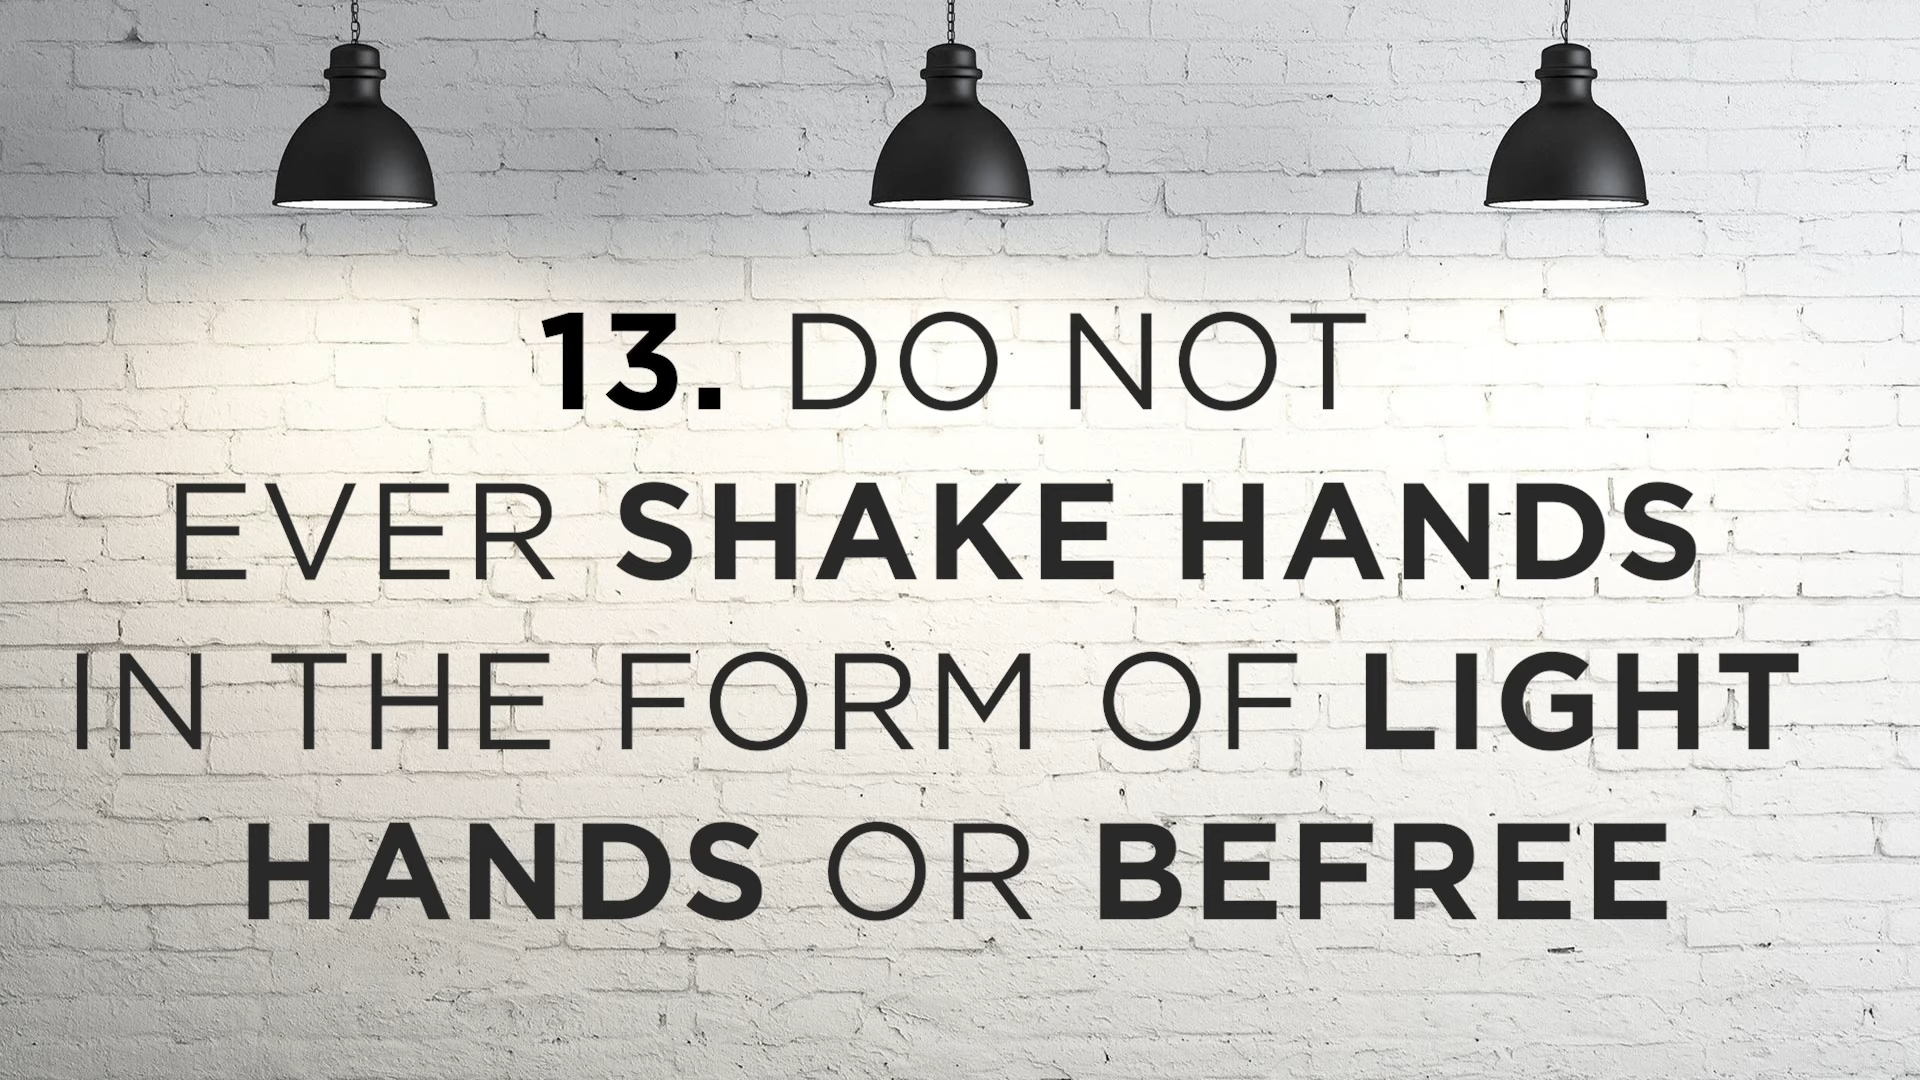 13. DO NOT
EVER SHAKE HANDS
IN THE FORM OF LIGHT
HANDS OR BEFREE